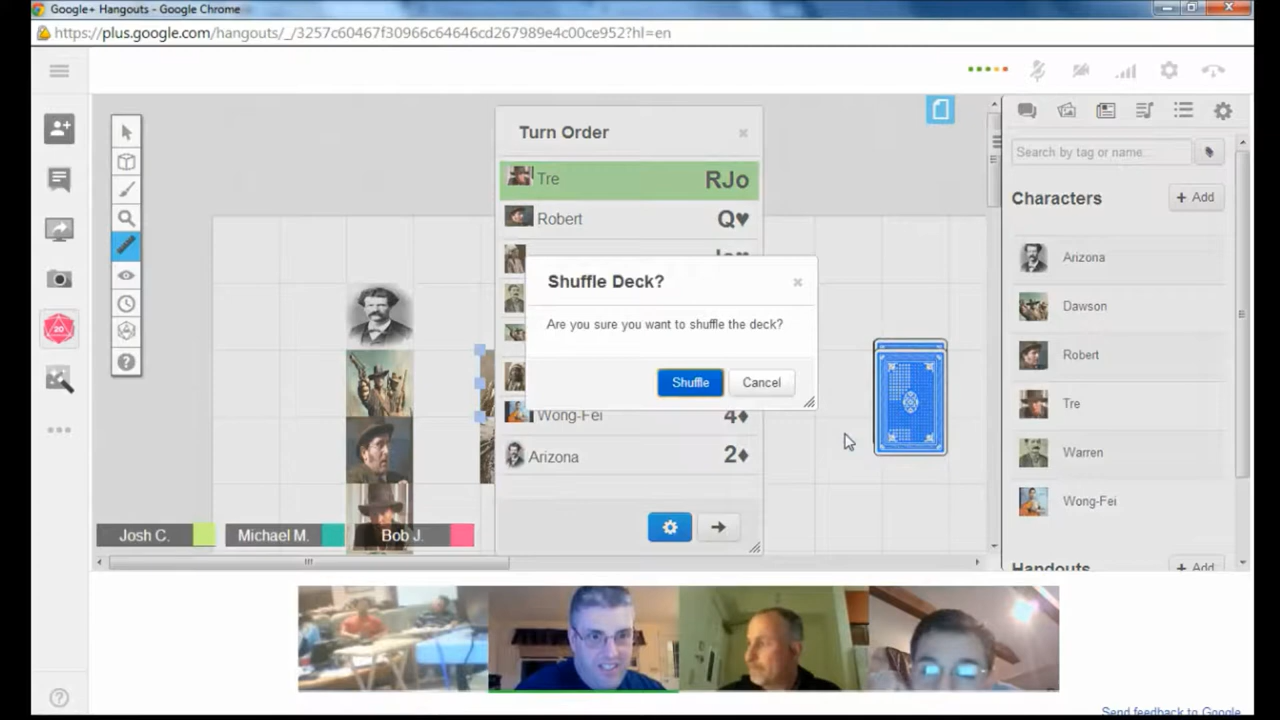 Google+ Hangouts - Google Chrome
https://plus.google.com/hangouts/_/3257c60467f30966c64646cd267989e4c00ce952?hl=en
Turn Order
Tre RJo
Robert Q♥
Shuffle Deck?
Are you sure you want to shuffle the deck?
Shuffle Cancel
Wong-Fei 4♦
Arizona 2♦
Search by tag or name...
Characters + Add
Arizona
Dawson
Robert
Tre
Warren
Wong-Fei
Handouts + Add
Josh C. Michael M. Bob J.
20
Send feedback to Google